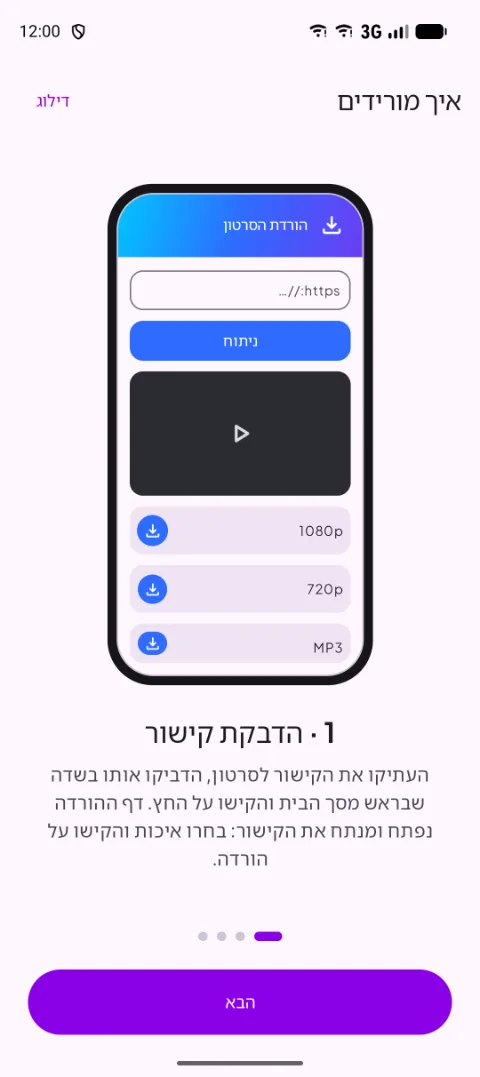 12:00
3G
איך מורידים
דילוג
הורדת הסרטון
https://…
ניתוח
1080p
720p
MP3
1 · הדבקת קישור
העתיקו את הקישור לסרטון, הדביקו אותו בשדה
שבראש מסך הבית והקישו על החץ. דף ההורדה
נפתח ומנתח את הקישור: בחרו איכות והקישו על
הורדה.
הבא